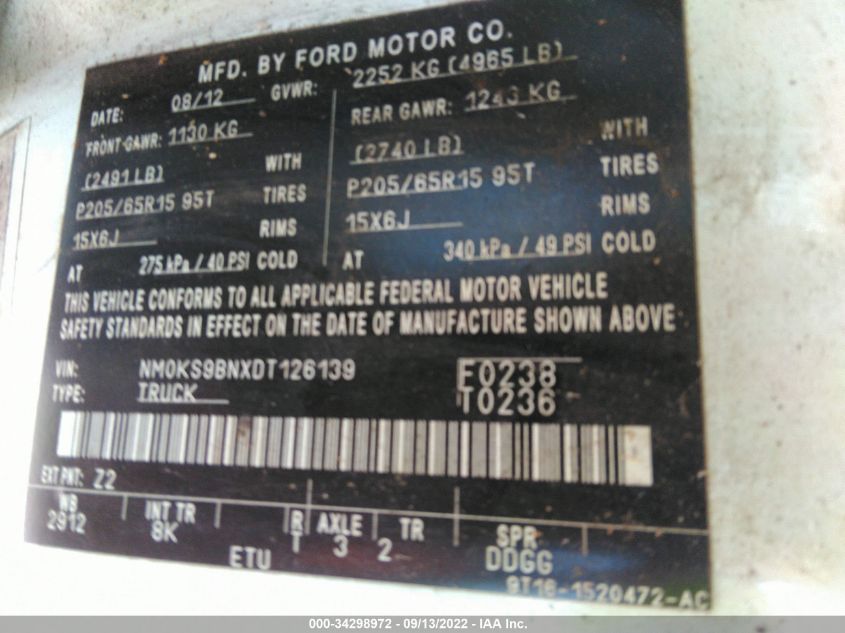 MFD. BY FORD MOTOR CO.
DATE: 08/12 GVWR: 2252 KG (4965 LB)
FRONT GAWR: 1130 KG REAR GAWR: 1243 KG
(2491 LB) WITH (2740 LB) WITH
P205/65R15 95T TIRES P205/65R15 95T TIRES
15X6J RIMS 15X6J RIMS
AT 275 kPa / 40 PSI COLD AT 340 kPa / 49 PSI COLD
THIS VEHICLE CONFORMS TO ALL APPLICABLE FEDERAL MOTOR VEHICLE
SAFETY STANDARDS IN EFFECT ON THE DATE OF MANUFACTURE SHOWN ABOVE
VIN: NM0KS9BNXDT126139 F0238
TYPE: TRUCK T0236
EXT PNT: Z2
WB INT TR R AXLE TR SPR
2912 8K T 3 2 DDGG
ETU 9T16-1520472-AC
000-34298972 - 09/13/2022 - IAA Inc.